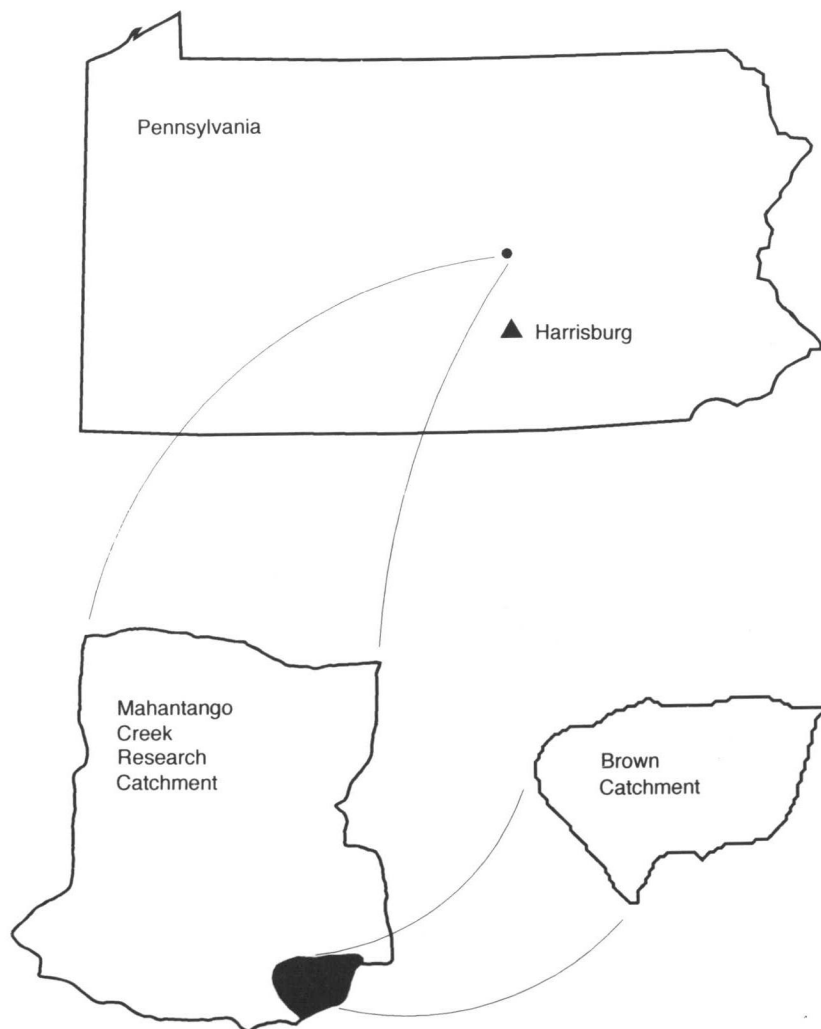 Pennsylvania
Harrisburg
Mahantango
Creek
Research
Catchment
Brown
Catchment